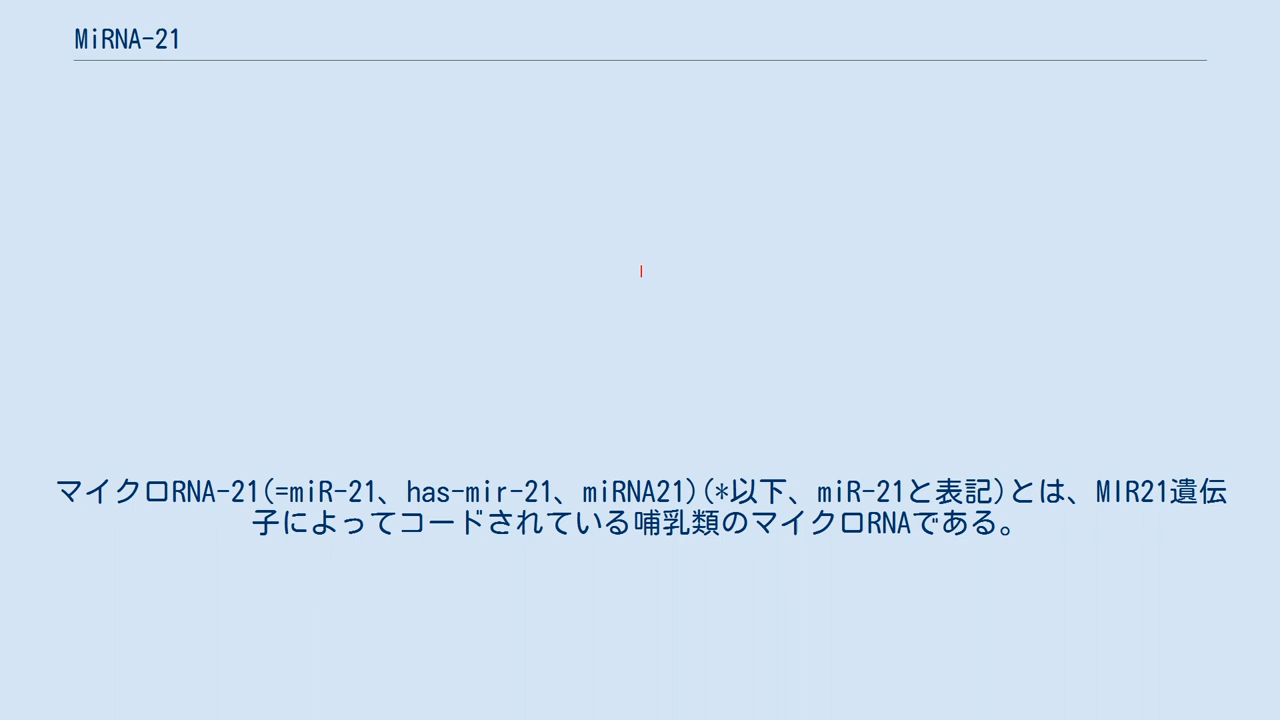 MiRNA-21
マイクロRNA-21(=miR-21、has-mir-21、miRNA21)(*以下、miR-21と表記)とは、MIR21遺伝
子によってコードされている哺乳類のマイクロRNAである。